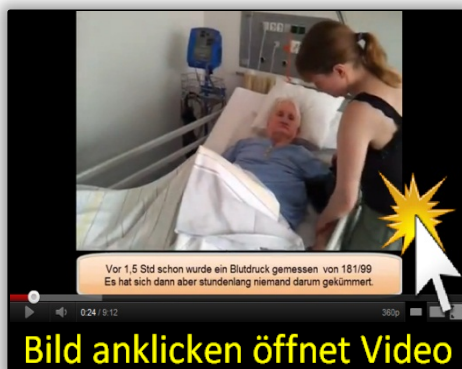 Vor 1,5 Std schon wurde ein Blutdruck gemessen von 181/99
Es hat sich dann aber stundenlang niemand darum gekümmert.
0:24 / 9:12
360p
Bild anklicken öffnet Video